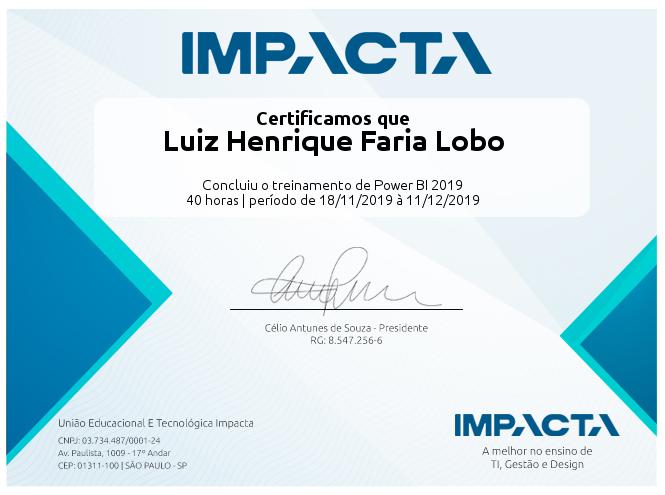 IMPACTA
Certificamos que
Luiz Henrique Faria Lobo
Concluiu o treinamento de Power BI 2019
40 horas | período de 18/11/2019 à 11/12/2019
Célio Antunes de Souza - Presidente
RG: 8.547.256-6
União Educacional E Tecnológica Impacta
CNPJ: 03.734.487/0001-24
Av. Paulista, 1009 - 17º Andar
CEP: 01311-100 | SÃO PAULO - SP
IMPACTA
A melhor no ensino de
TI, Gestão e Design